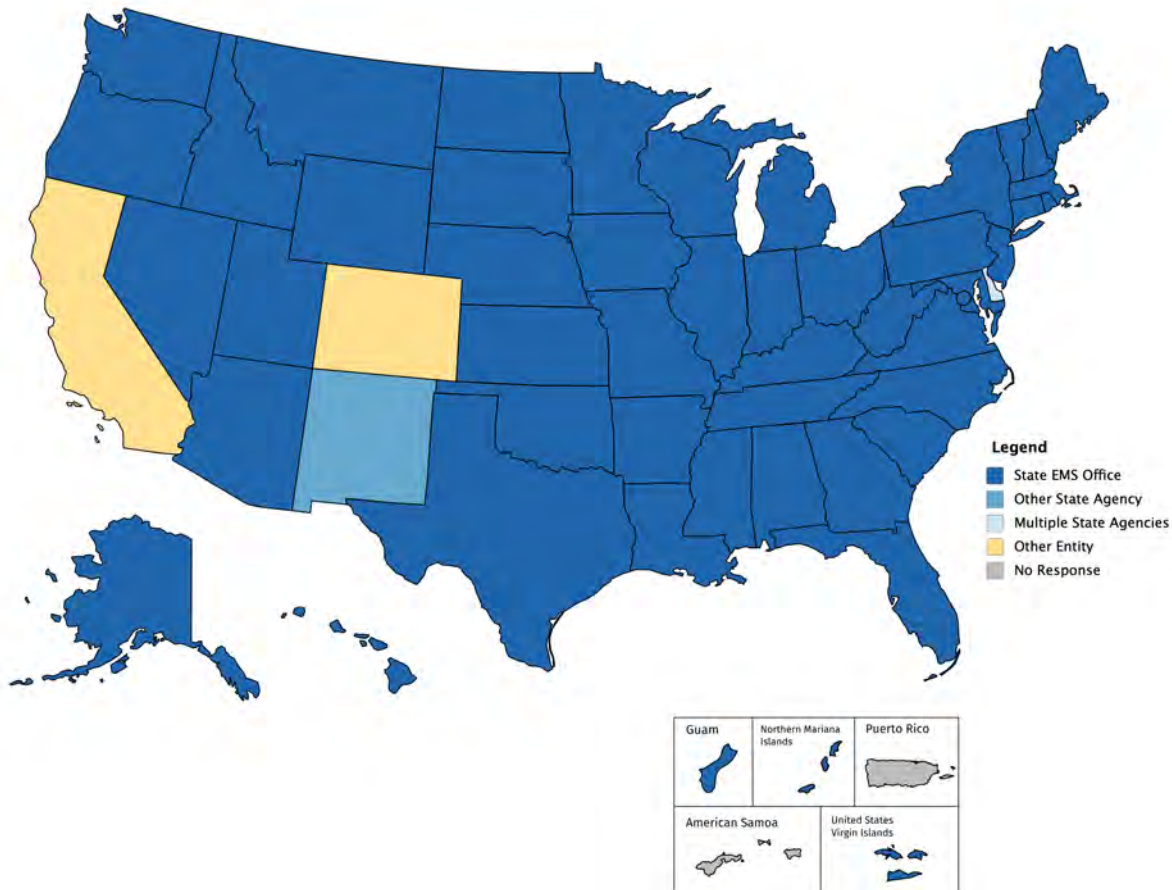 Legend
State EMS Office
Other State Agency
Multiple State Agencies
Other Entity
No Response
Guam
Northern Mariana
Islands
Puerto Rico
American Samoa
United States
Virgin Islands